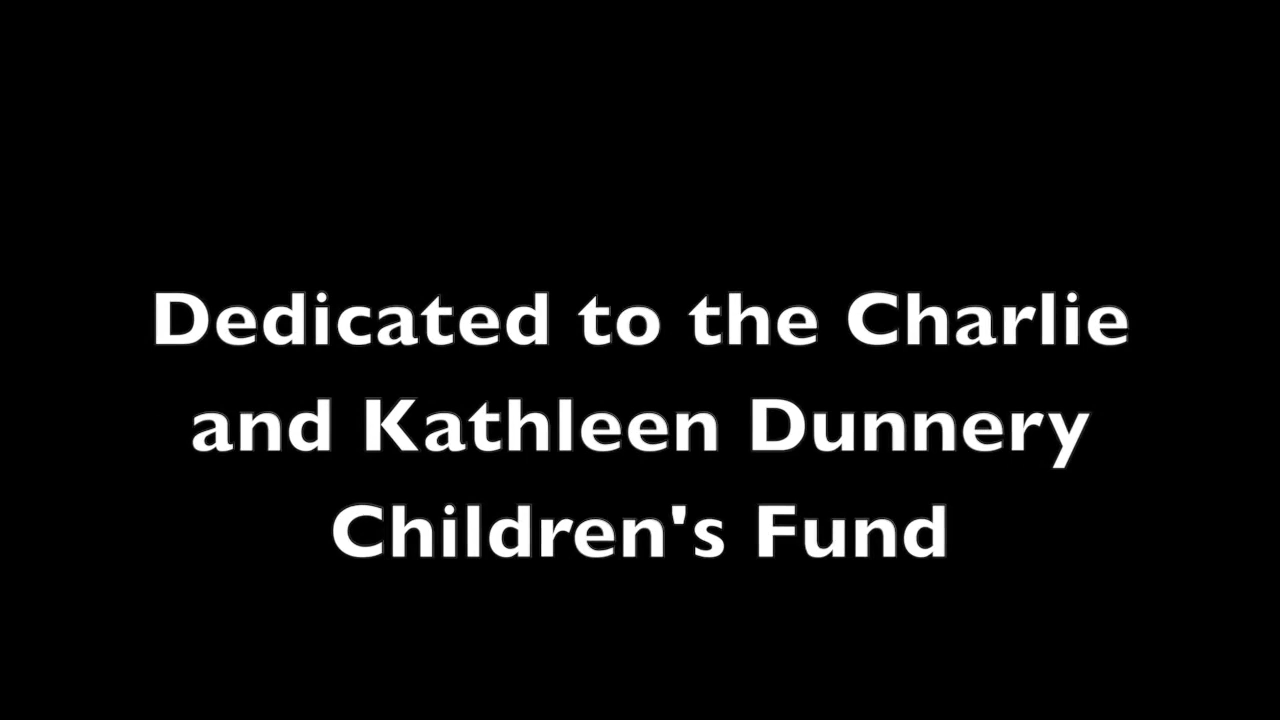 Dedicated to the Charlie
and Kathleen Dunnery
Children's Fund